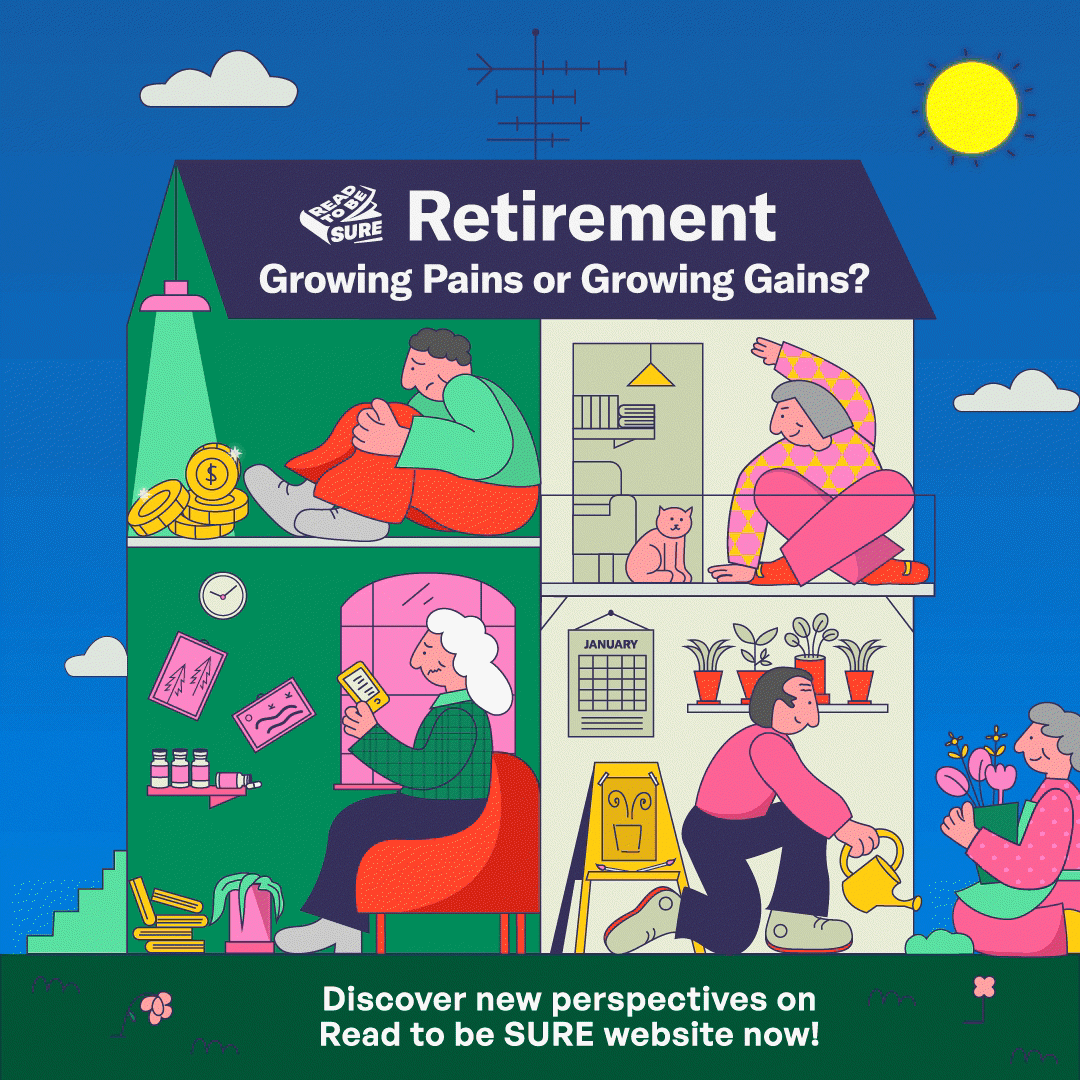 READ
TO BE
SURE
Retirement
Growing Pains or Growing Gains?
$
JANUARY
Discover new perspectives on
Read to be SURE website now!